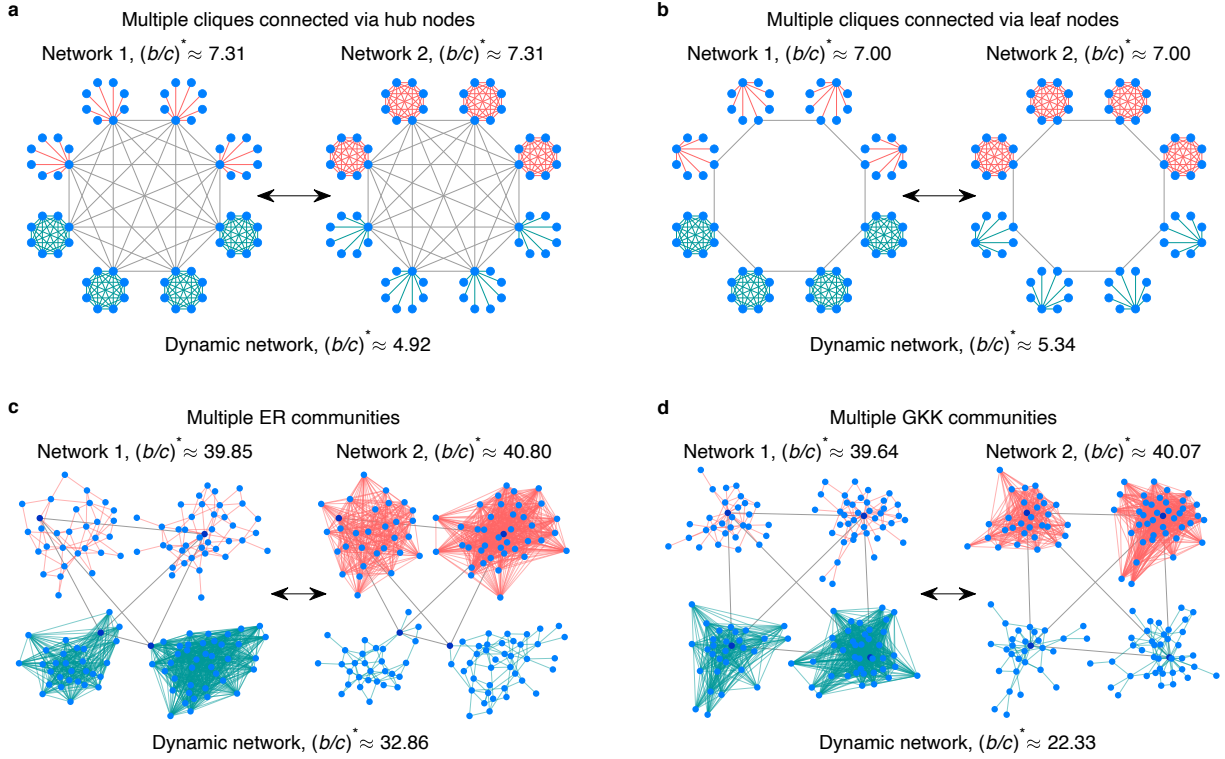 a
Multiple cliques connected via hub nodes
Network 1, (b/c)* ≈ 7.31
Network 2, (b/c)* ≈ 7.31
Dynamic network, (b/c)* ≈ 4.92
b
Multiple cliques connected via leaf nodes
Network 1, (b/c)* ≈ 7.00
Network 2, (b/c)* ≈ 7.00
Dynamic network, (b/c)* ≈ 5.34
c
Multiple ER communities
Network 1, (b/c)* ≈ 39.85
Network 2, (b/c)* ≈ 40.80
Dynamic network, (b/c)* ≈ 32.86
d
Multiple GKK communities
Network 1, (b/c)* ≈ 39.64
Network 2, (b/c)* ≈ 40.07
Dynamic network, (b/c)* ≈ 22.33